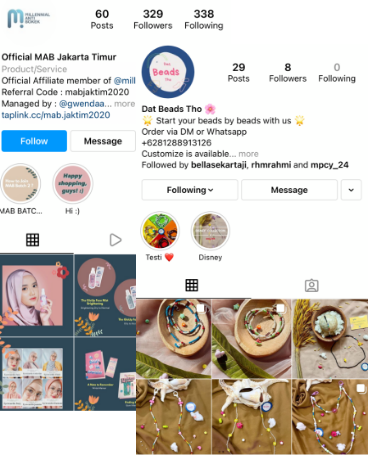 MILLENNIAL
ANTI
BOKEK
60
Posts
329
Followers
338
Following
Official MAB Jakarta Timur
Product/Service
Official Affiliate member of @mill
Referral Code : mabjaktim2020
Managed by : @gwendaa... more
taplink.cc/mab.jaktim2020
Follow
Message
MAB BATC...
Happy
shopping,
guys! :)
Hi :)
Beads
29
Posts
8
Followers
0
Following
Dat Beads Tho 🌸
🌟 Start your beads by beads with us 🌟
Order via DM or Whatsapp
+6281288913126
Customize is available... more
Followed by bellasekartaji, rhmrahmi and mpcy_24
Following
Message
Testi ❤️
Disney